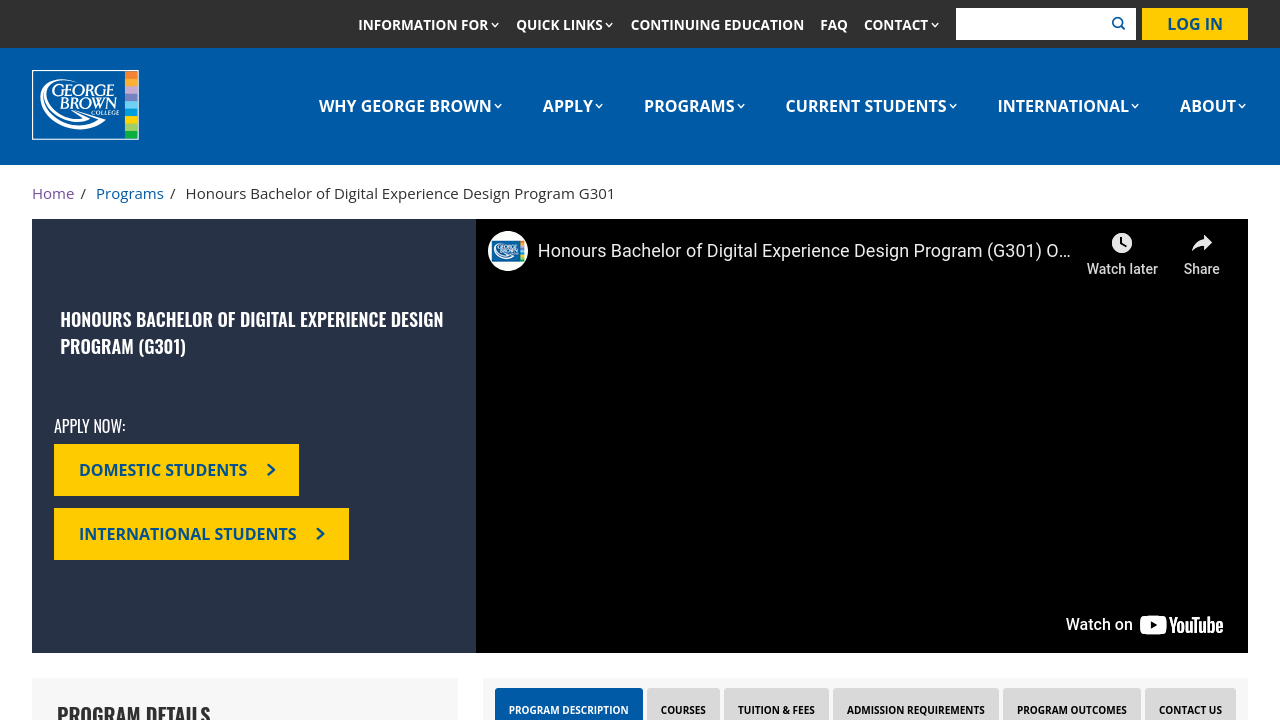 INFORMATION FOR QUICK LINKS CONTINUING EDUCATION FAQ CONTACT LOG IN
GEORGE
BROWN
COLLEGE
WHY GEORGE BROWN APPLY PROGRAMS CURRENT STUDENTS INTERNATIONAL ABOUT
Home / Programs / Honours Bachelor of Digital Experience Design Program G301
HONOURS BACHELOR OF DIGITAL EXPERIENCE DESIGN
PROGRAM (G301)
APPLY NOW:
DOMESTIC STUDENTS
INTERNATIONAL STUDENTS
Honours Bachelor of Digital Experience Design Program (G301) O...
Watch later Share
Watch on YouTube
PROGRAM DETAILS
PROGRAM DESCRIPTION COURSES TUITION & FEES ADMISSION REQUIREMENTS PROGRAM OUTCOMES CONTACT US